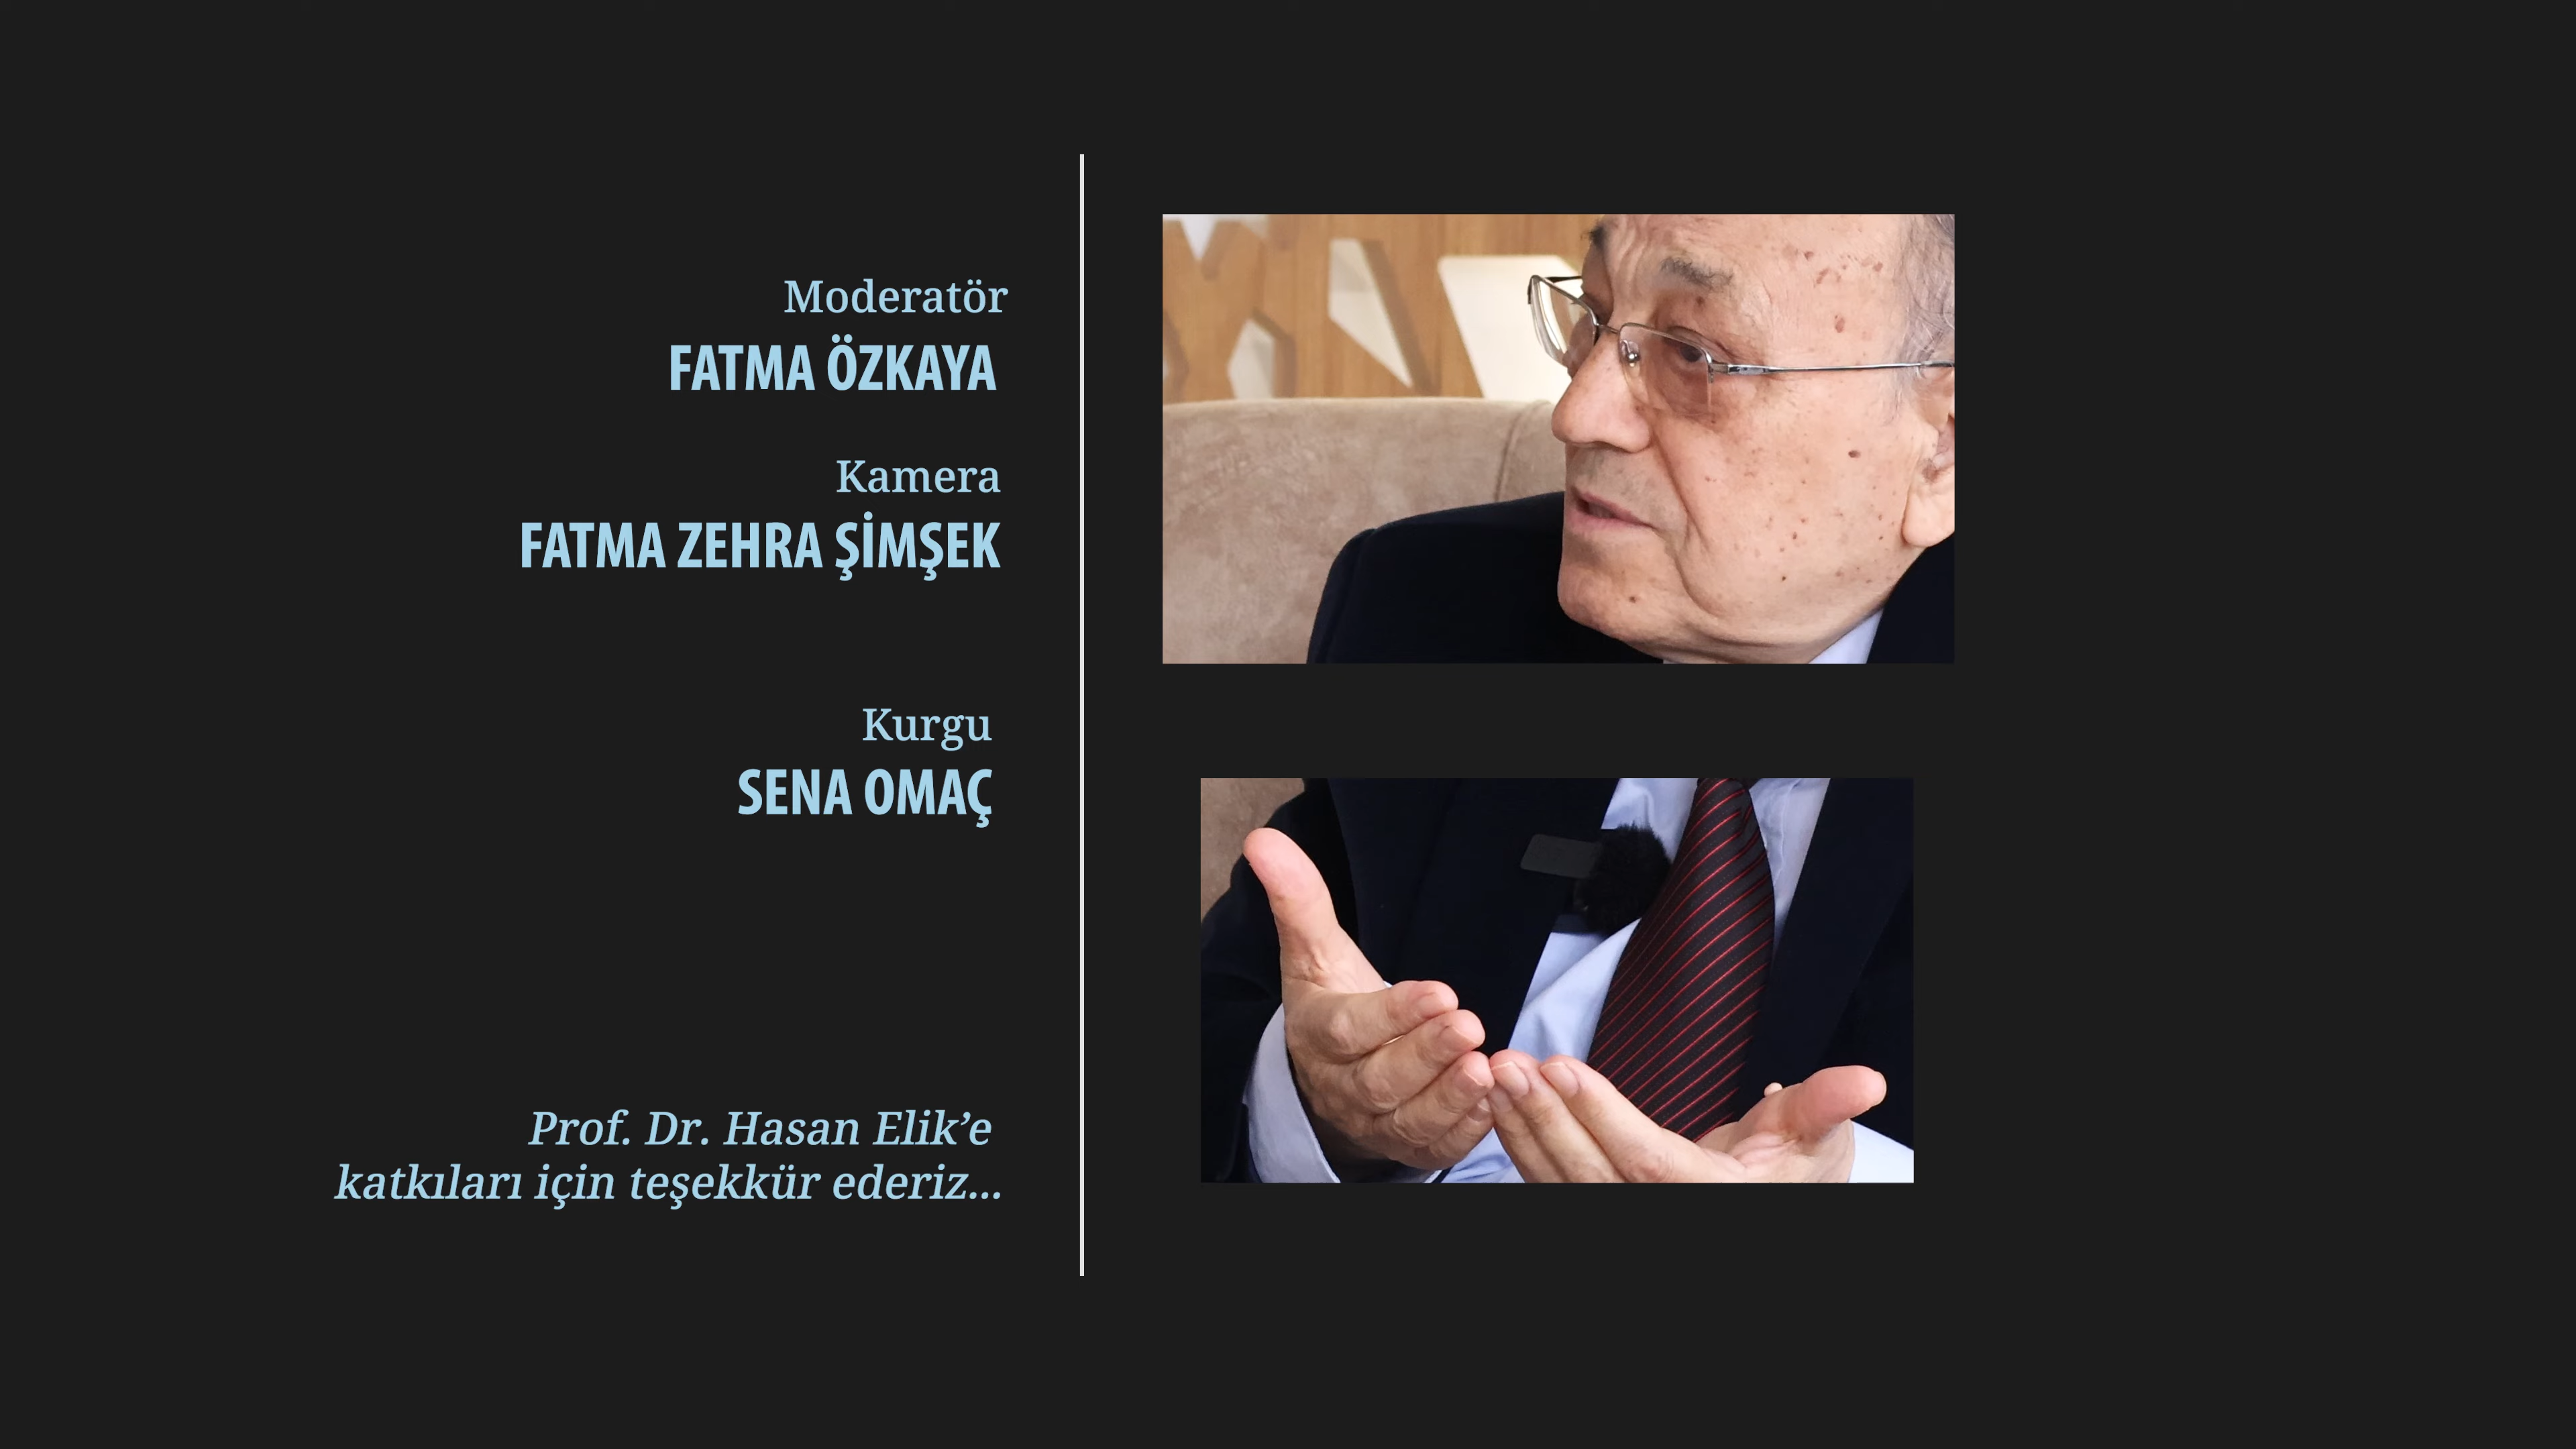 Moderatör
FATMA ÖZKAYA
Kamera
FATMA ZEHRA ŞİMŞEK
Kurgu
SENA OMAÇ
Prof. Dr. Hasan Elik’e
katkıları için teşekkür ederiz...